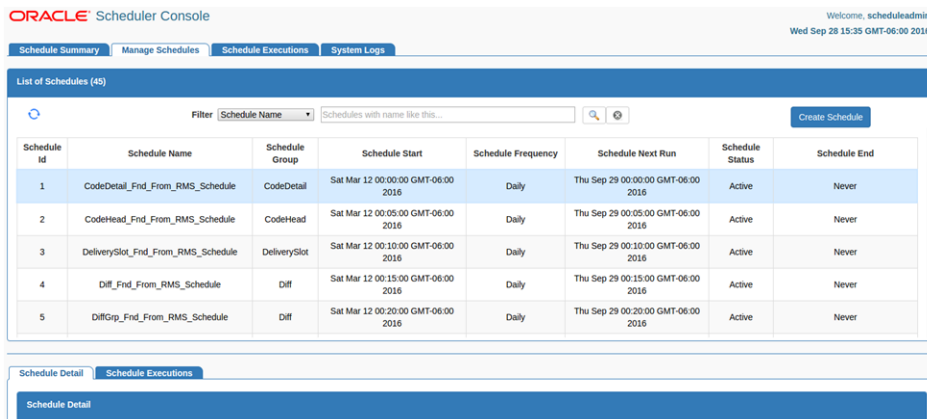 ORACLE® Scheduler Console
Welcome, scheduleadmin
Wed Sep 28 15:35 GMT-06:00 2016
Schedule Summary Manage Schedules Schedule Executions System Logs
List of Schedules (45)
Filter Schedule Name Schedules with name like this... Create Schedule
Schedule Id Schedule Name Schedule Group Schedule Start Schedule Frequency Schedule Next Run Schedule Status Schedule End
1 CodeDetail_Fnd_From_RMS_Schedule CodeDetail Sat Mar 12 00:00:00 GMT-06:00 2016 Daily Thu Sep 29 00:00:00 GMT-06:00 2016 Active Never
2 CodeHead_Fnd_From_RMS_Schedule CodeHead Sat Mar 12 00:05:00 GMT-06:00 2016 Daily Thu Sep 29 00:05:00 GMT-06:00 2016 Active Never
3 DeliverySlot_Fnd_From_RMS_Schedule DeliverySlot Sat Mar 12 00:10:00 GMT-06:00 2016 Daily Thu Sep 29 00:10:00 GMT-06:00 2016 Active Never
4 Diff_Fnd_From_RMS_Schedule Diff Sat Mar 12 00:15:00 GMT-06:00 2016 Daily Thu Sep 29 00:15:00 GMT-06:00 2016 Active Never
5 DiffGrp_Fnd_From_RMS_Schedule Diff Sat Mar 12 00:20:00 GMT-06:00 2016 Daily Thu Sep 29 00:20:00 GMT-06:00 2016 Active Never
Schedule Detail Schedule Executions
Schedule Detail